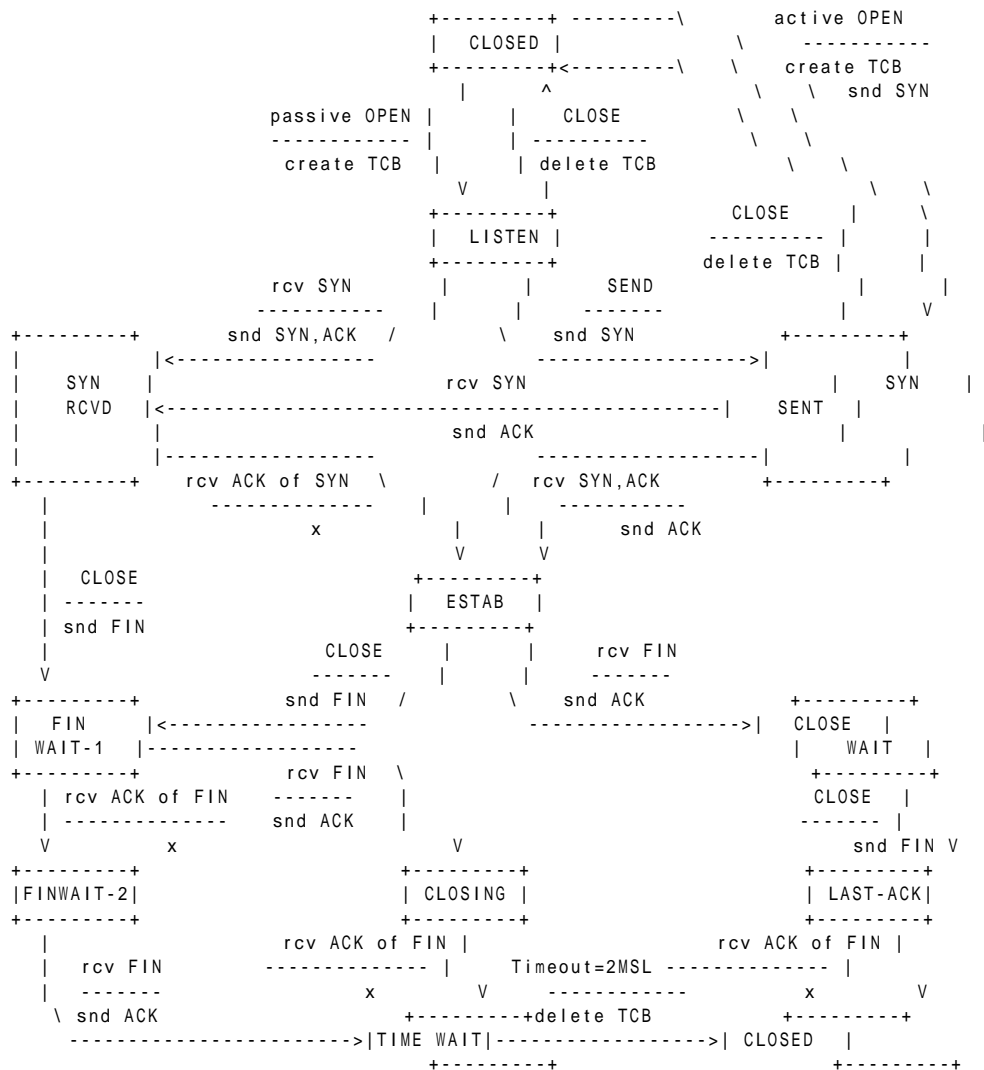 +---------+ ---------\ active OPEN
| CLOSED | \ -----------
+---------+<---------\ \ create TCB
| ^ \ \ snd SYN
passive OPEN | | CLOSE \ \
------------ | | ---------- \ \
create TCB | | delete TCB \ \
V | \ \
+---------+ CLOSE | \
| LISTEN | ---------- | |
+---------+ delete TCB | |
rcv SYN | | SEND | |
----------- | | ------- | V
+---------+ snd SYN,ACK / \ snd SYN +---------+
| |<----------------- ------------------>| |
| SYN | rcv SYN | SYN |
| RCVD |<-----------------------------------------------| SENT |
| | snd ACK | |
| |------------------ -------------------| |
+---------+ rcv ACK of SYN \ / rcv SYN,ACK +---------+
| -------------- | | -----------
| x | | snd ACK
| V V
| CLOSE +---------+
| ------- | ESTAB |
| snd FIN +---------+
| CLOSE | | rcv FIN
V ------- | | -------
+---------+ snd FIN / \ snd ACK +---------+
| FIN |<----------------- ------------------>| CLOSE |
| WAIT-1 |------------------ | WAIT |
+---------+ rcv FIN \ +---------+
| rcv ACK of FIN ------- | CLOSE |
| -------------- snd ACK | ------- |
V x V snd FIN V
+---------+ +---------+ +---------+
|FINWAIT-2| | CLOSING | | LAST-ACK|
+---------+ +---------+ +---------+
| rcv ACK of FIN | rcv ACK of FIN |
| rcv FIN -------------- | Timeout=2MSL -------------- |
| ------- x V ------------ x V
\ snd ACK +---------+delete TCB +---------+
------------------------>|TIME WAIT|------------------>| CLOSED |
+---------+ +---------+